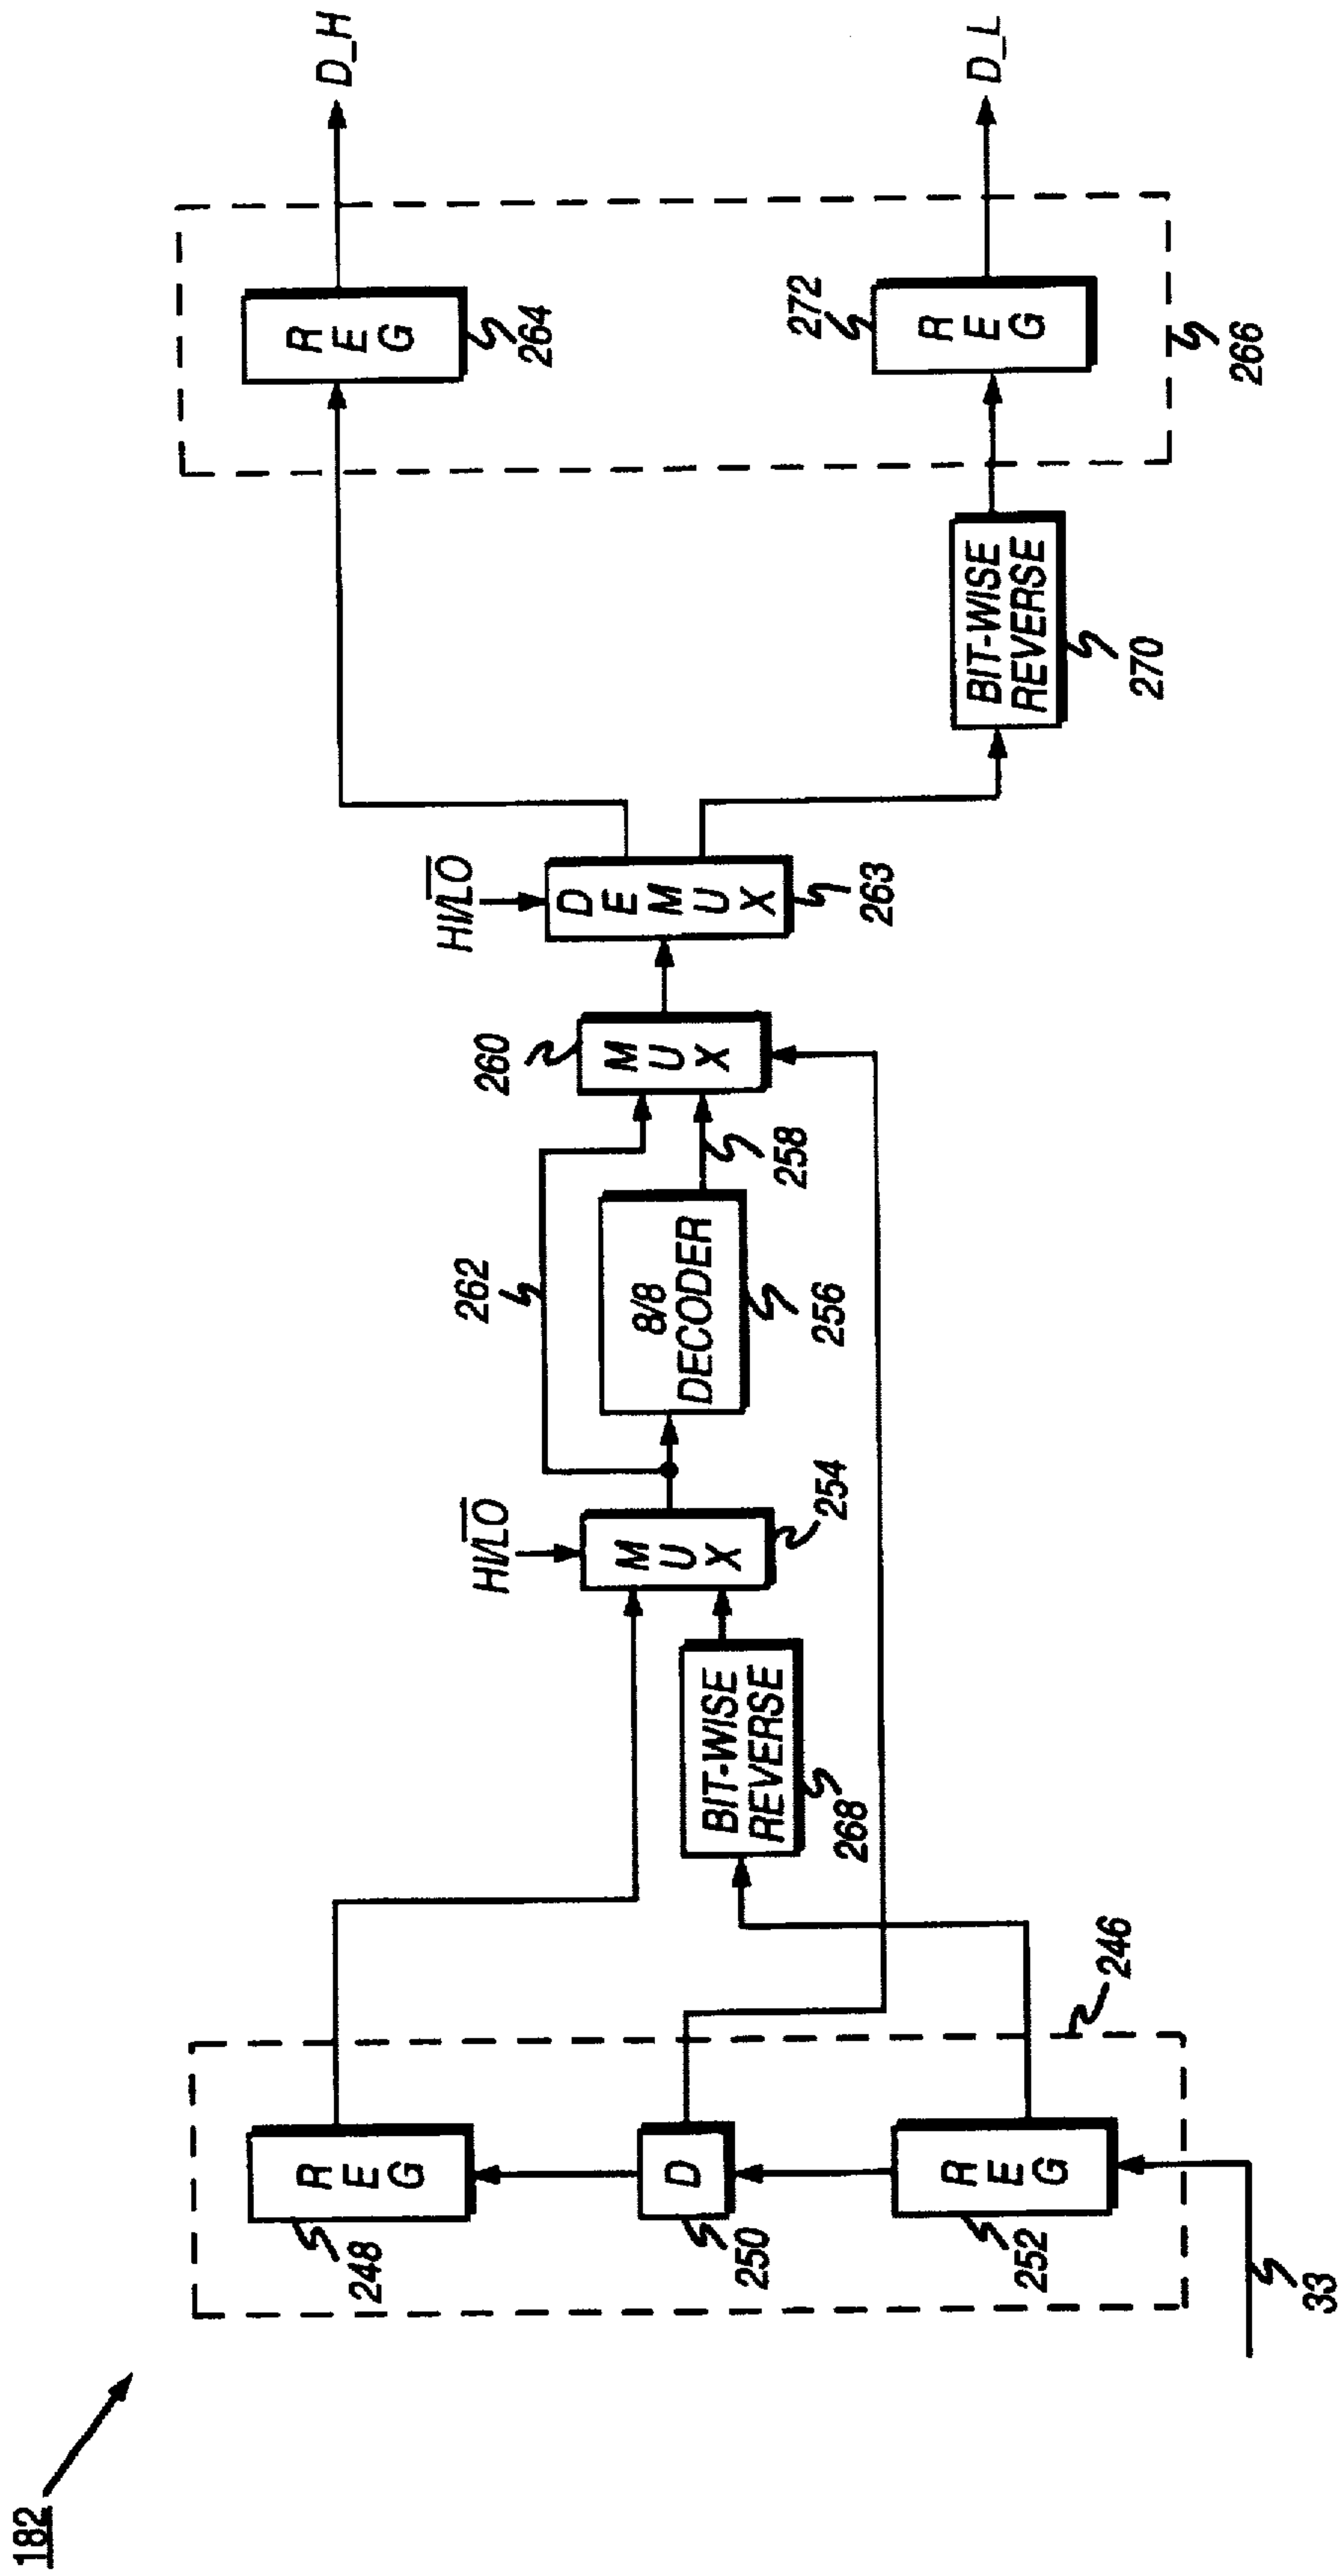 182
REG
248
D
250
REG
252
33
246
BIT-WISE
REVERSE
268
HI/LO
MUX
254
262
8/8
DECODER
256
258
260
MUX
HI/LO
DEMUX
263
BIT-WISE
REVERSE
270
REG
264
272
REG
266
D_H
D_L